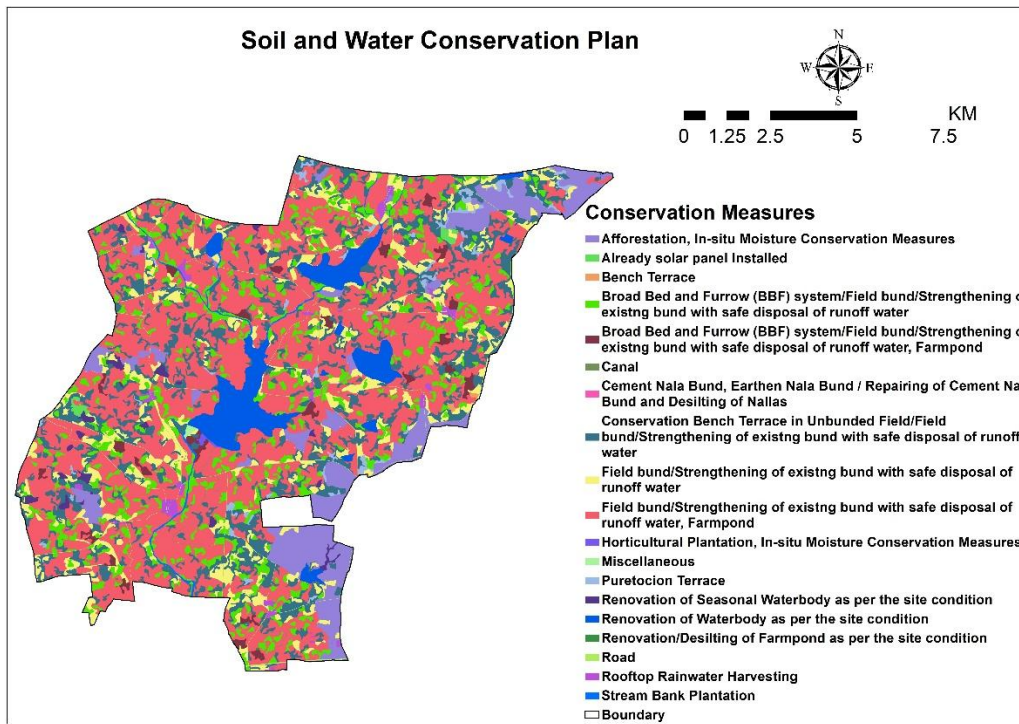 Soil and Water Conservation Plan
N
W E
S
KM
0 1.25 2.5 5 7.5
Conservation Measures
Afforestation, In-situ Moisture Conservation Measures
Already solar panel Installed
Bench Terrace
Broad Bed and Furrow (BBF) system/Field bund/Strengthening o
existng bund with safe disposal of runoff water
Broad Bed and Furrow (BBF) system/Field bund/Strengthening o
existng bund with safe disposal of runoff water, Farmpond
Canal
Cement Nala Bund, Earthen Nala Bund / Repairing of Cement Na
Bund and Desilting of Nallas
Conservation Bench Terrace in Unbunded Field/Field
bund/Strengthening of existng bund with safe disposal of runoff
water
Field bund/Strengthening of existng bund with safe disposal of
runoff water
Field bund/Strengthening of existng bund with safe disposal of
runoff water, Farmpond
Horticultural Plantation, In-situ Moisture Conservation Measures
Miscellaneous
Puretocion Terrace
Renovation of Seasonal Waterbody as per the site condition
Renovation of Waterbody as per the site condition
Renovation/Desilting of Farmpond as per the site condition
Road
Rooftop Rainwater Harvesting
Stream Bank Plantation
Boundary